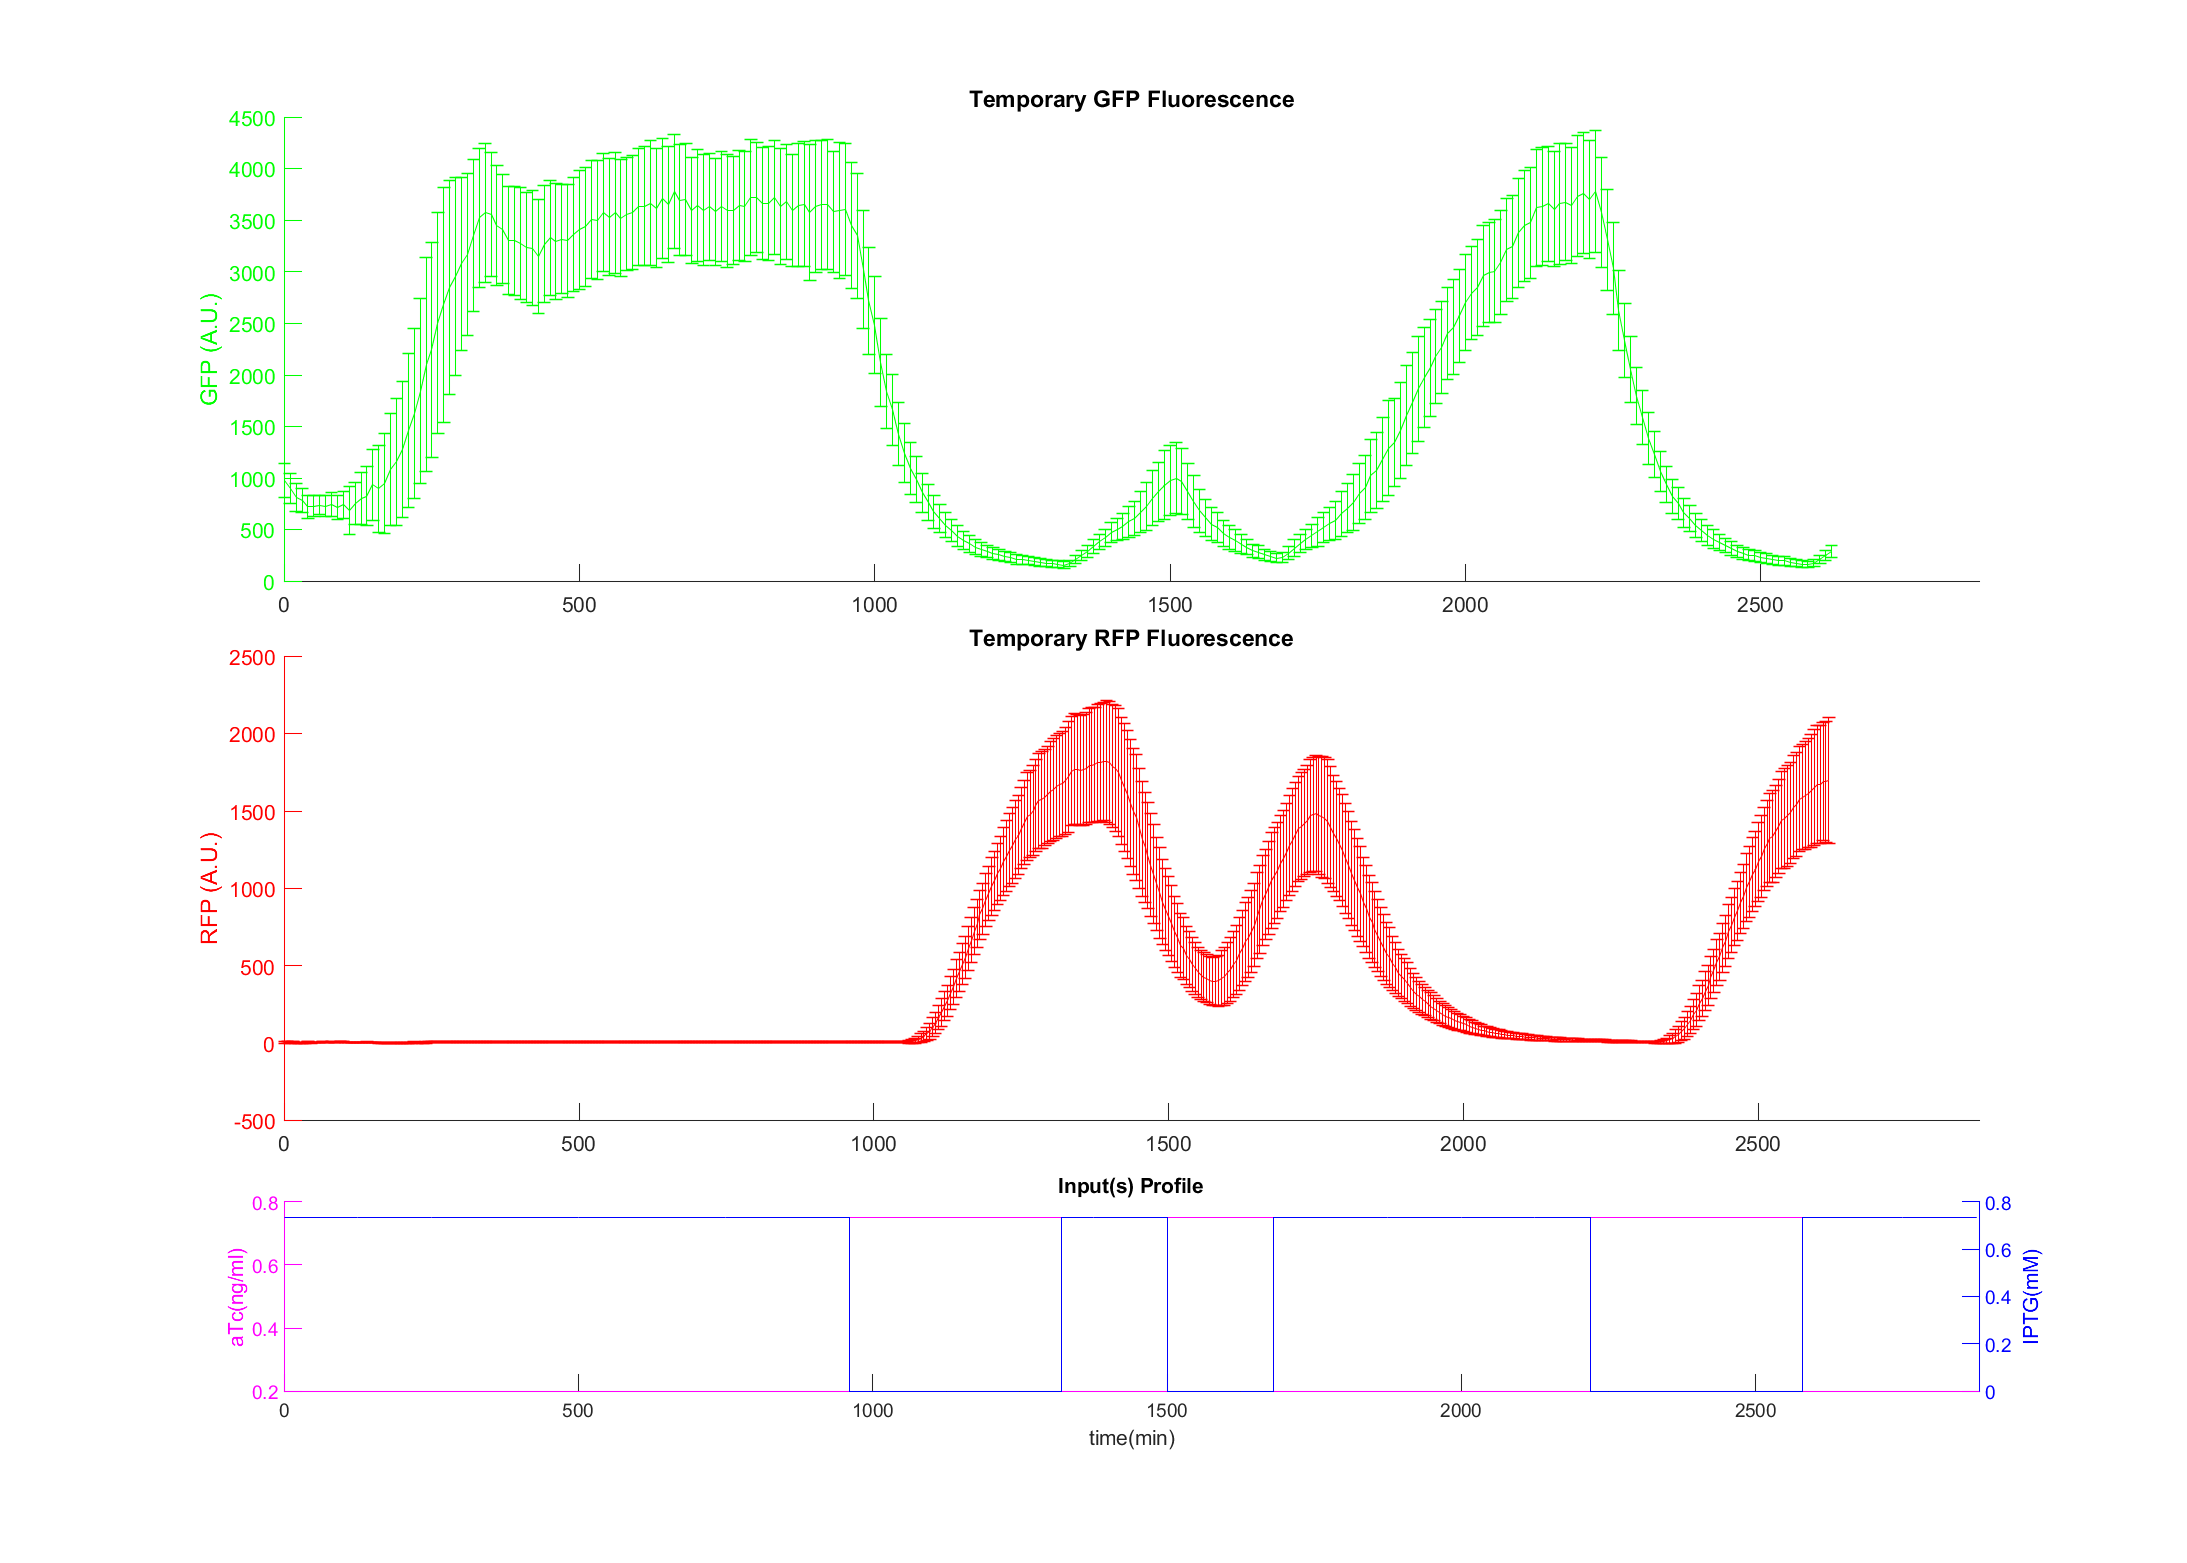 Temporary GFP Fluorescence
4500
4000
3500
3000
2500
2000
1500
1000
500
0
GFP (A.U.)
0 500 1000 1500 2000 2500
Temporary RFP Fluorescence
2500
2000
1500
1000
500
0
-500
RFP (A.U.)
0 500 1000 1500 2000 2500
Input(s) Profile
0.8
0.6
0.4
0.2
aTc(ng/ml)
0.8
0.6
0.4
0.2
0
IPTG(mM)
0 500 1000 1500 2000 2500
time(min)